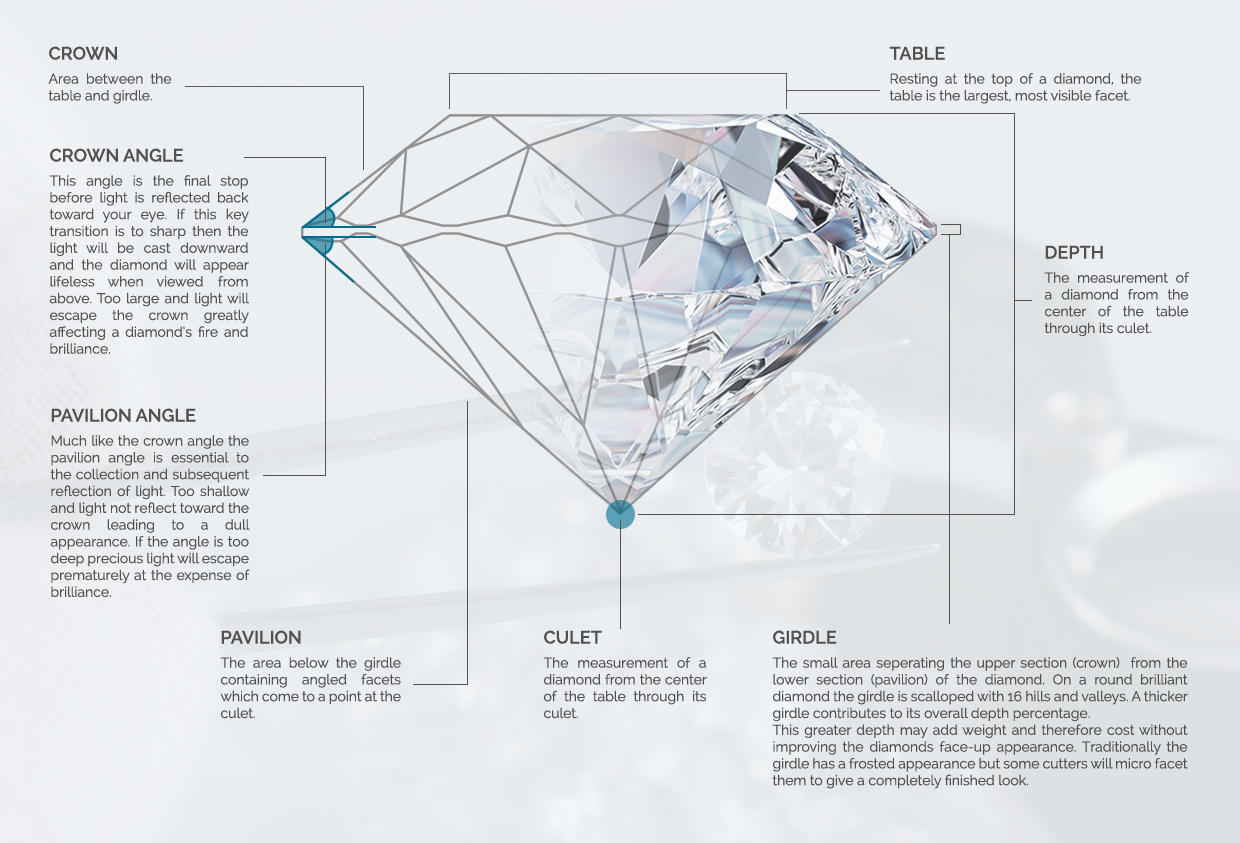 CROWN
Area between the
table and girdle.
TABLE
Resting at the top of a diamond, the
table is the largest, most visible facet.
CROWN ANGLE
This angle is the final stop
before light is reflected back
toward your eye. If this key
transition is to sharp then the
light will be cast downward
and the diamond will appear
lifeless when viewed from
above. Too large and light will
escape the crown greatly
affecting a diamond's fire and
brilliance.
DEPTH
The measurement of
a diamond from the
center of the table
through its culet.
PAVILION ANGLE
Much like the crown angle the
pavilion angle is essential to
the collection and subsequent
reflection of light. Too shallow
and light not reflect toward the
crown leading to a dull
appearance. If the angle is too
deep precious light will escape
prematurely at the expense of
brilliance.
PAVILION
The area below the girdle
containing angled facets
which come to a point at the
culet.
CULET
The measurement of a
diamond from the center
of the table through its
culet.
GIRDLE
The small area seperating the upper section (crown) from the
lower section (pavilion) of the diamond. On a round brilliant
diamond the girdle is scalloped with 16 hills and valleys. A thicker
girdle contributes to its overall depth percentage.
This greater depth may add weight and therefore cost without
improving the diamonds face-up appearance. Traditionally the
girdle has a frosted appearance but some cutters will micro facet
them to give a completely finished look.